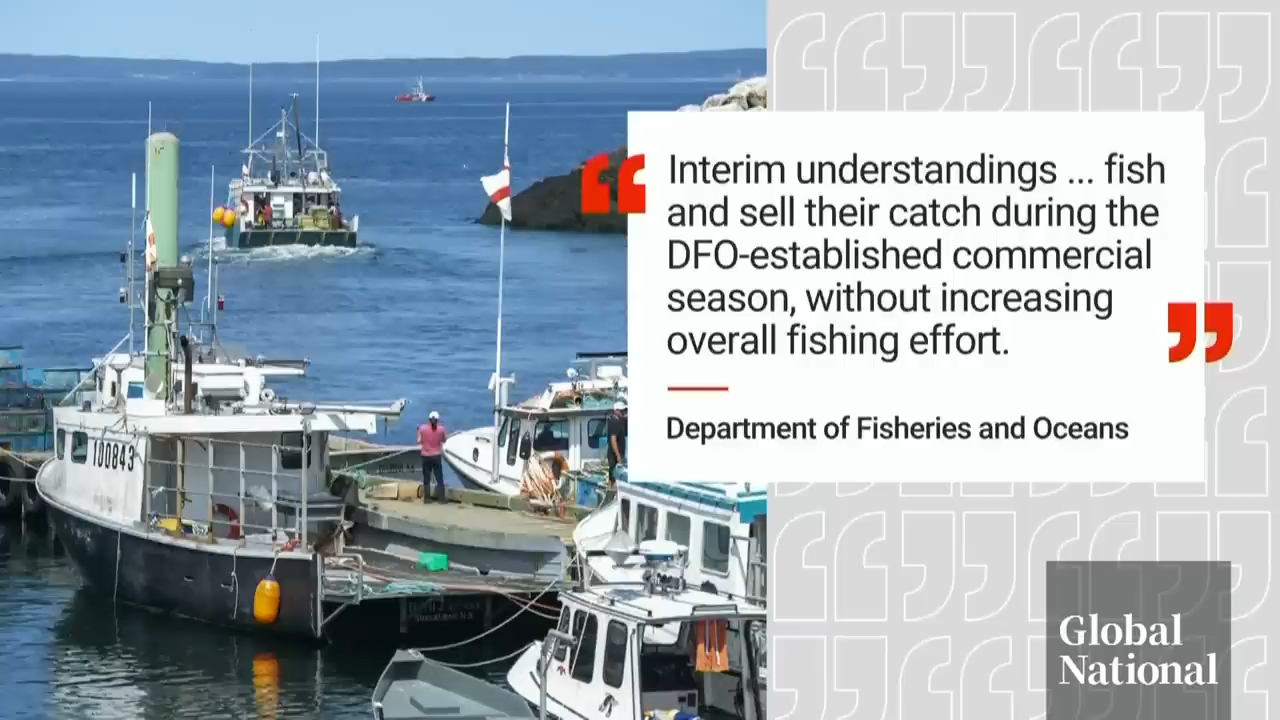 Interim understandings ... fish
and sell their catch during the
DFO-established commercial
season, without increasing
overall fishing effort.
Department of Fisheries and Oceans
100843
Global
National